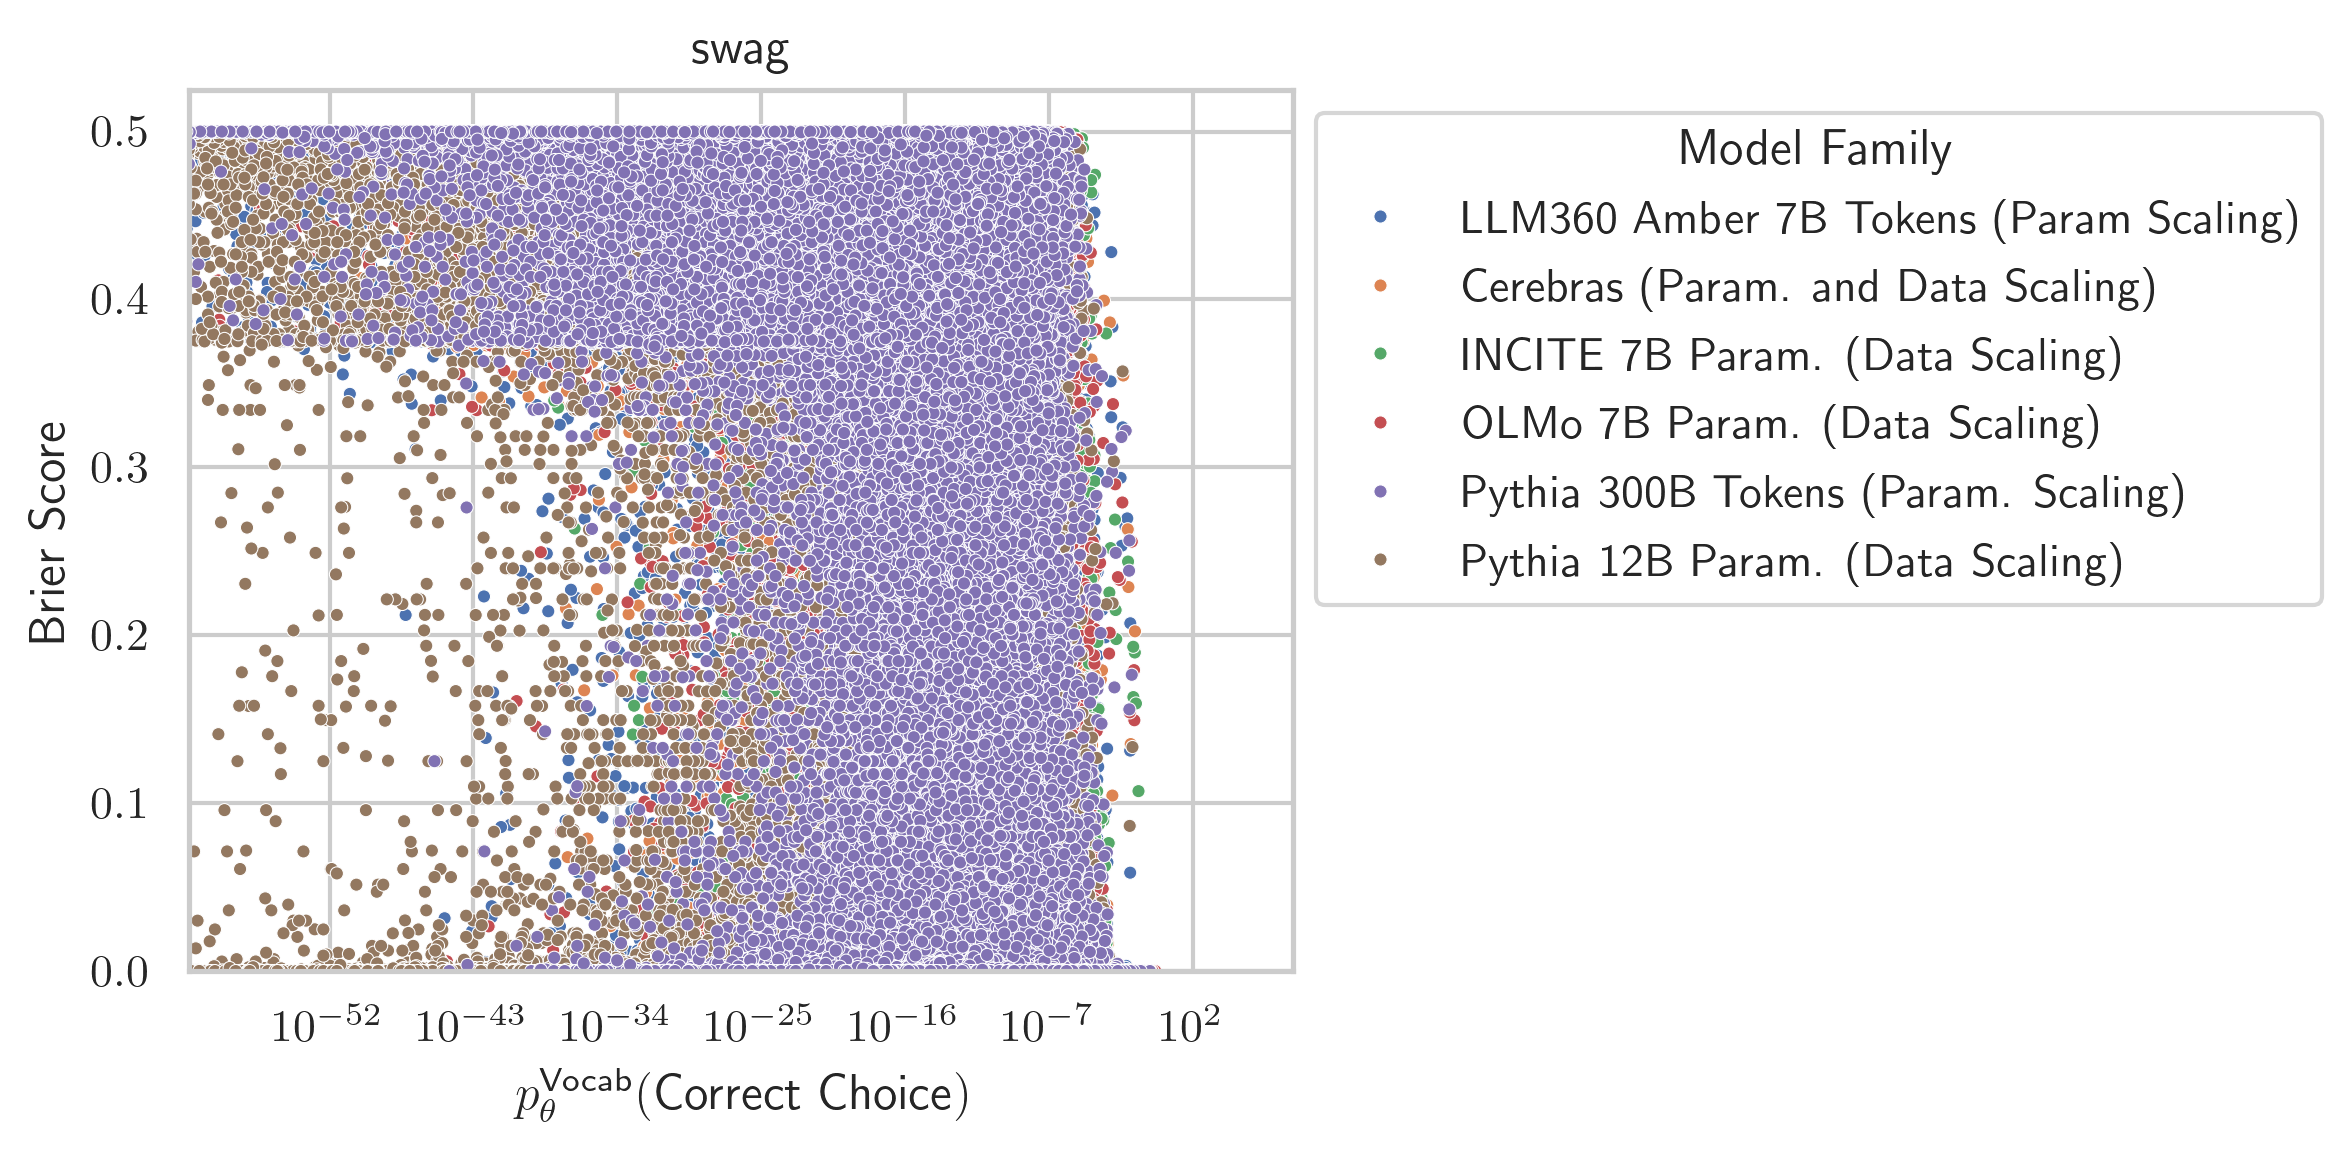 swag
Brier Score
0.5
0.4
0.3
0.2
0.1
0.0
10^{-52} 10^{-43} 10^{-34} 10^{-25} 10^{-16} 10^{-7} 10^{2}
p_θ^{Vocab}(Correct Choice)
Model Family
LLM360 Amber 7B Tokens (Param Scaling)
Cerebras (Param. and Data Scaling)
INCITE 7B Param. (Data Scaling)
OLMo 7B Param. (Data Scaling)
Pythia 300B Tokens (Param. Scaling)
Pythia 12B Param. (Data Scaling)